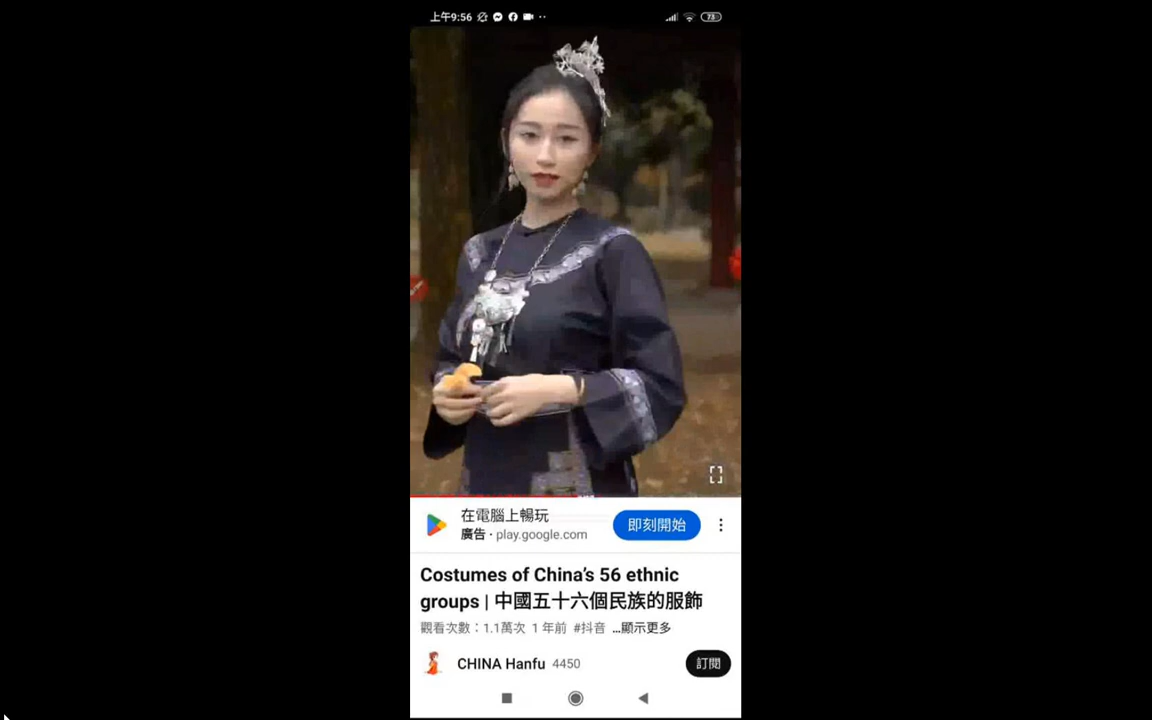 上午9:56
73
在電腦上暢玩
廣告 · play.google.com
即刻開始
Costumes of China’s 56 ethnic
groups | 中國五十六個民族的服飾
觀看次數：1.1萬次 1 年前 #抖音 ...顯示更多
CHINA Hanfu 4450
訂閱